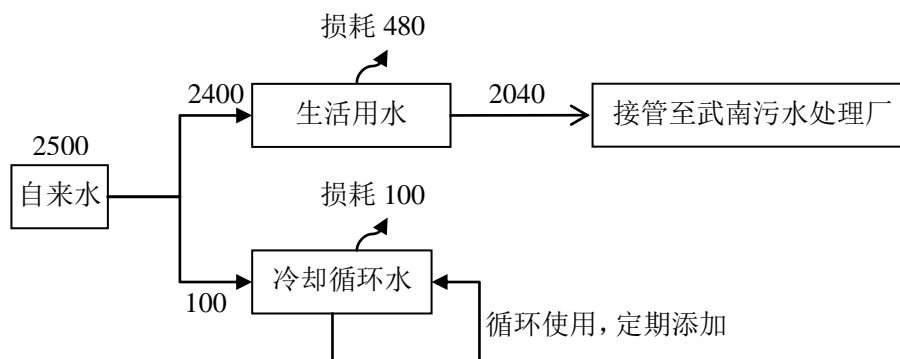 损耗 480
2400
生活用水
2040
接管至武南污水处理厂
2500
自来水
损耗 100
冷却循环水
100
循环使用，定期添加